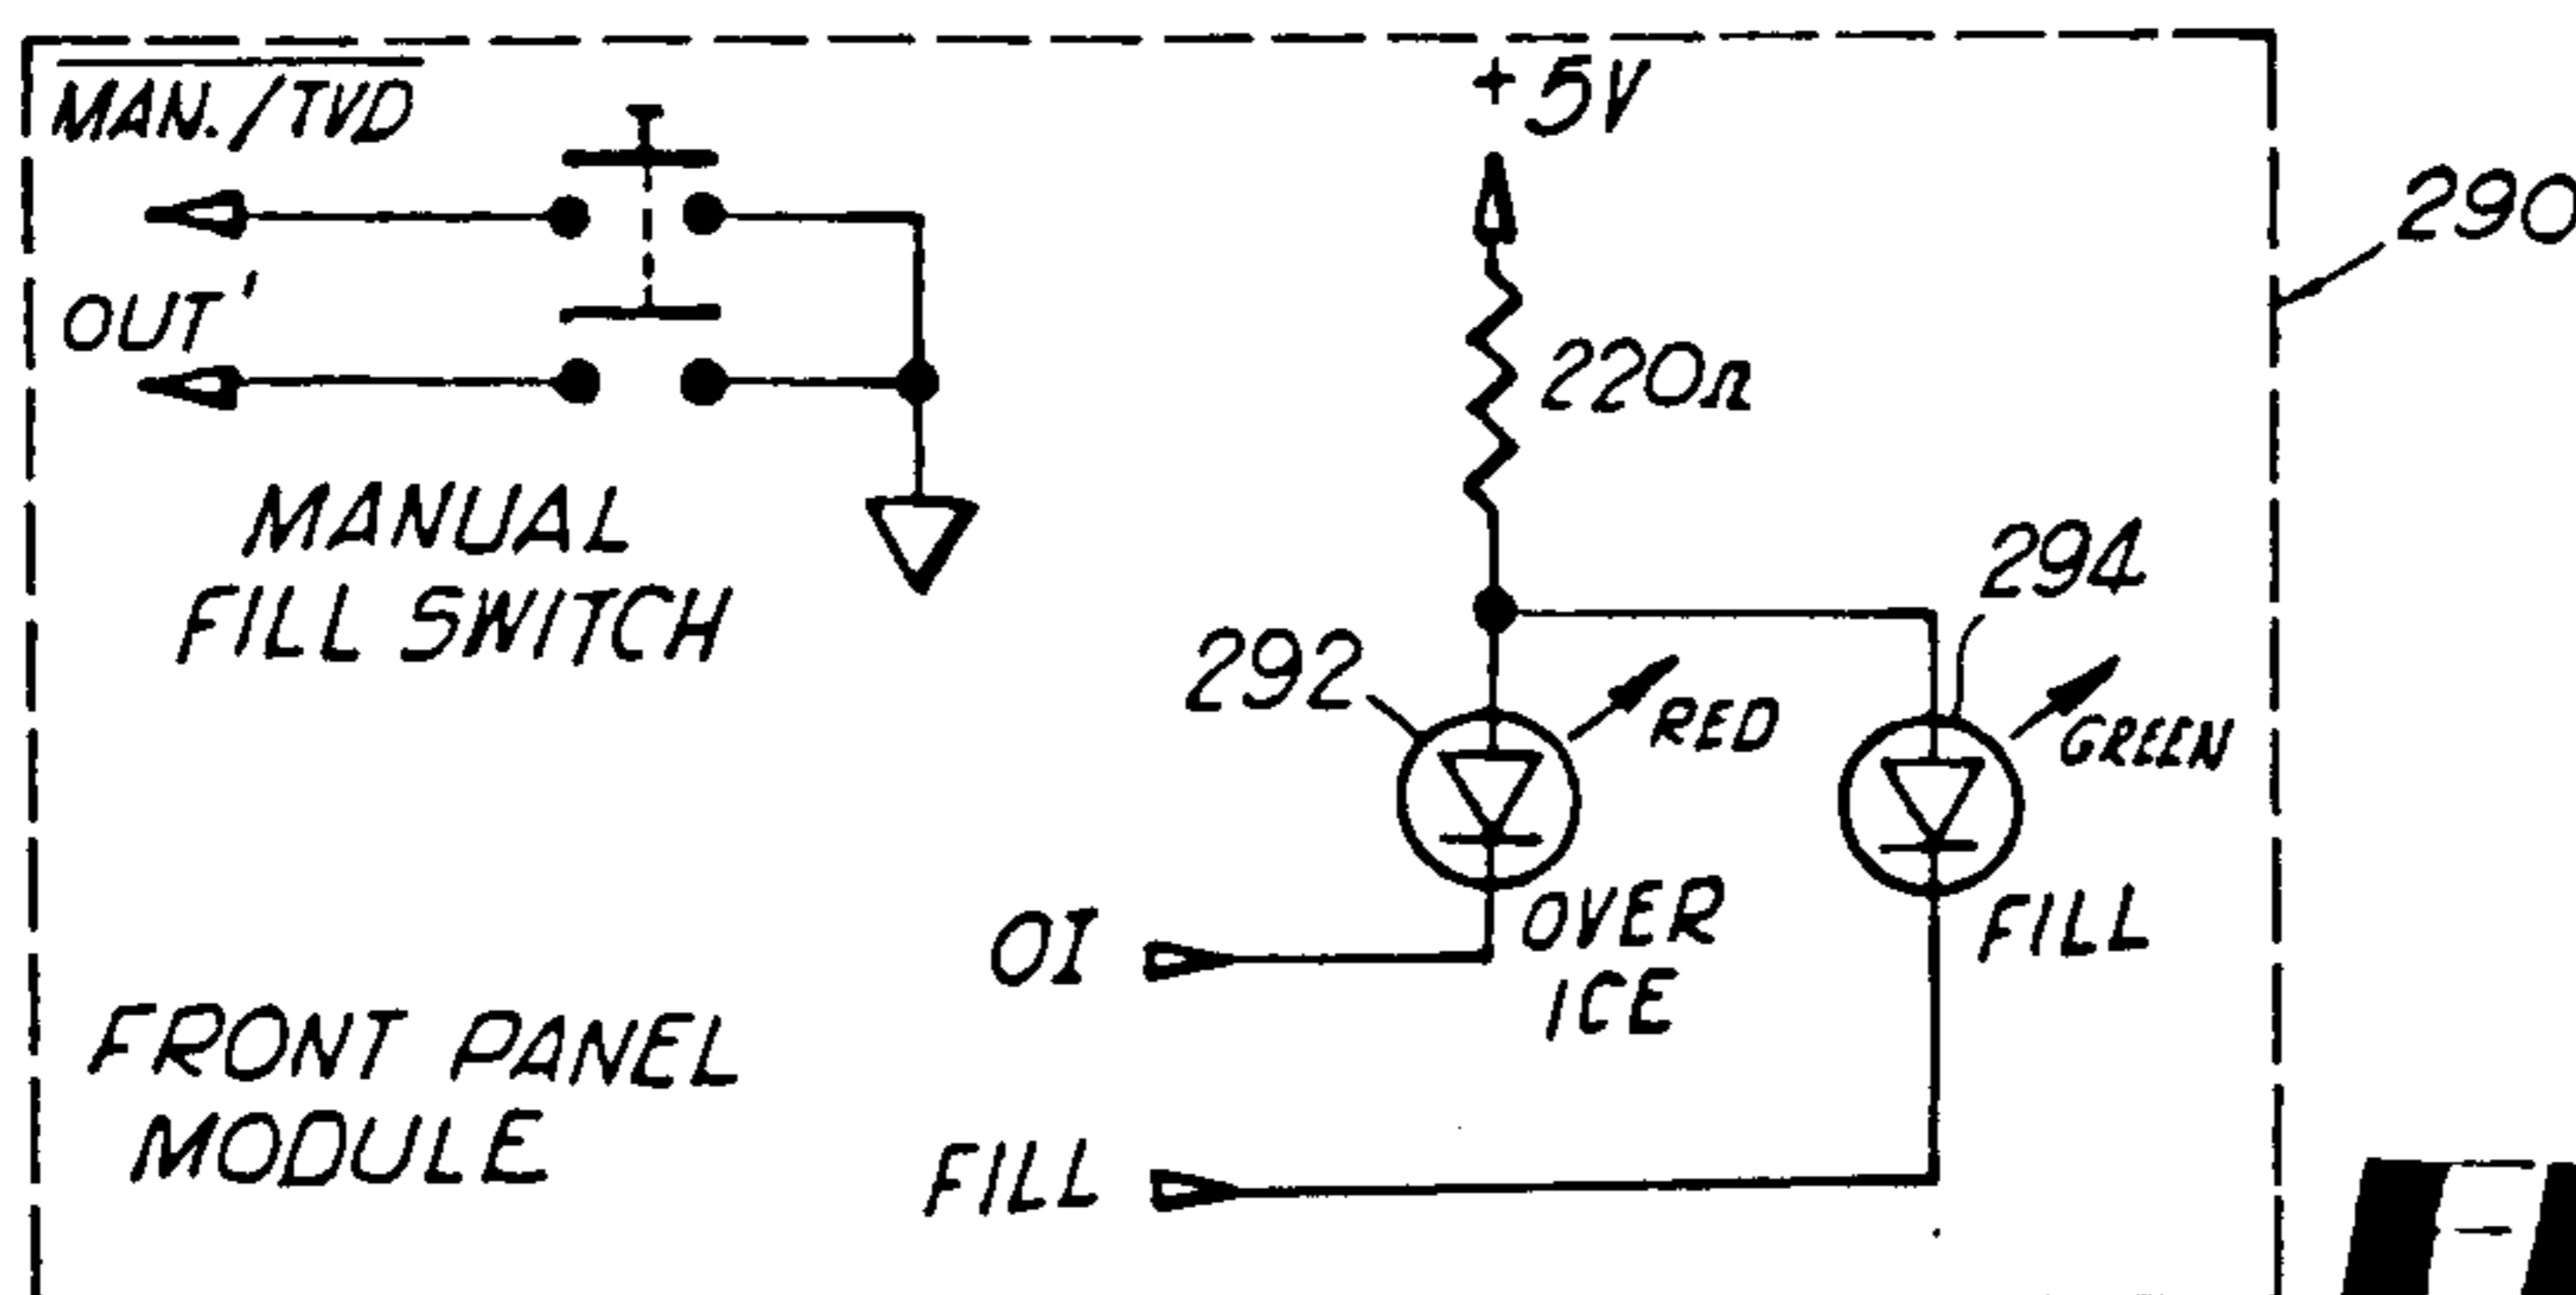 MAN./TVD
OUT'
MANUAL
FILL SWITCH
+5V
220Ω
290
292
RED
294
GREEN
OI
OVER
ICE
FILL
FILL
FRONT PANEL
MODULE